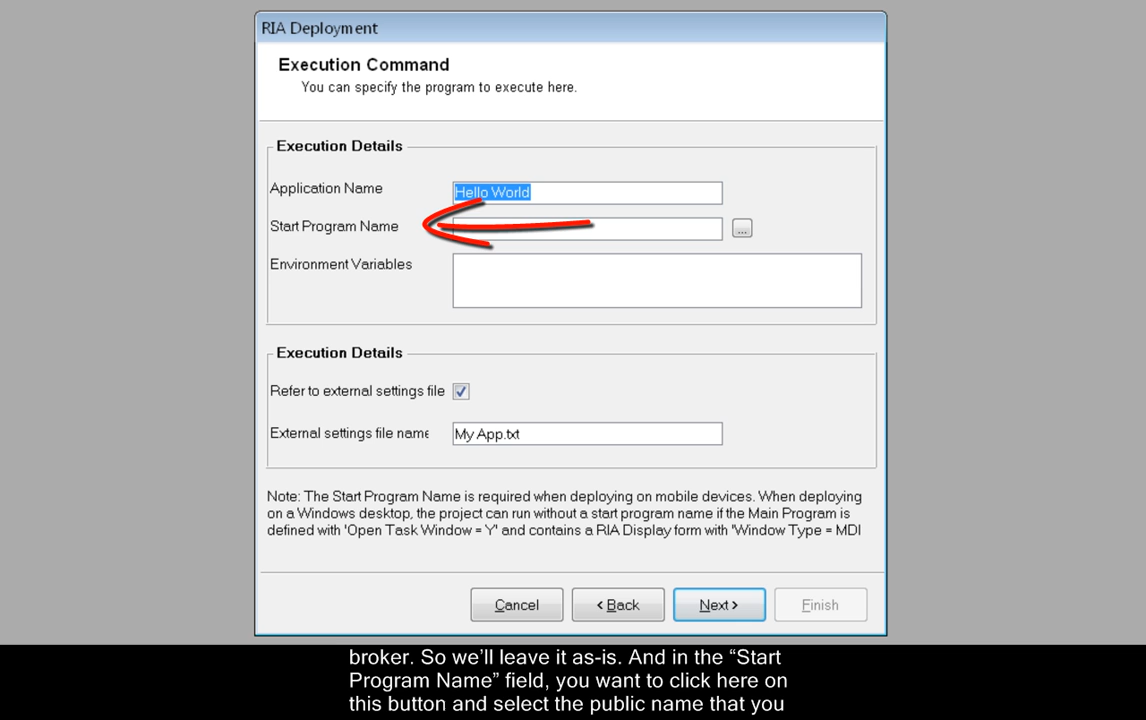 RIA Deployment
Execution Command
You can specify the program to execute here.
Execution Details
Application Name
Hello World
Start Program Name
...
Environment Variables
Execution Details
Refer to external settings file
External settings file name
My App.txt
Note: The Start Program Name is required when deploying on mobile devices. When deploying
on a Windows desktop, the project can run without a start program name if the Main Program is
defined with 'Open Task Window = Y' and contains a RIA Display form with 'Window Type = MDI
Cancel
< Back
Next >
Finish
broker. So we’ll leave it as-is. And in the “Start
Program Name” field, you want to click here on
this button and select the public name that you